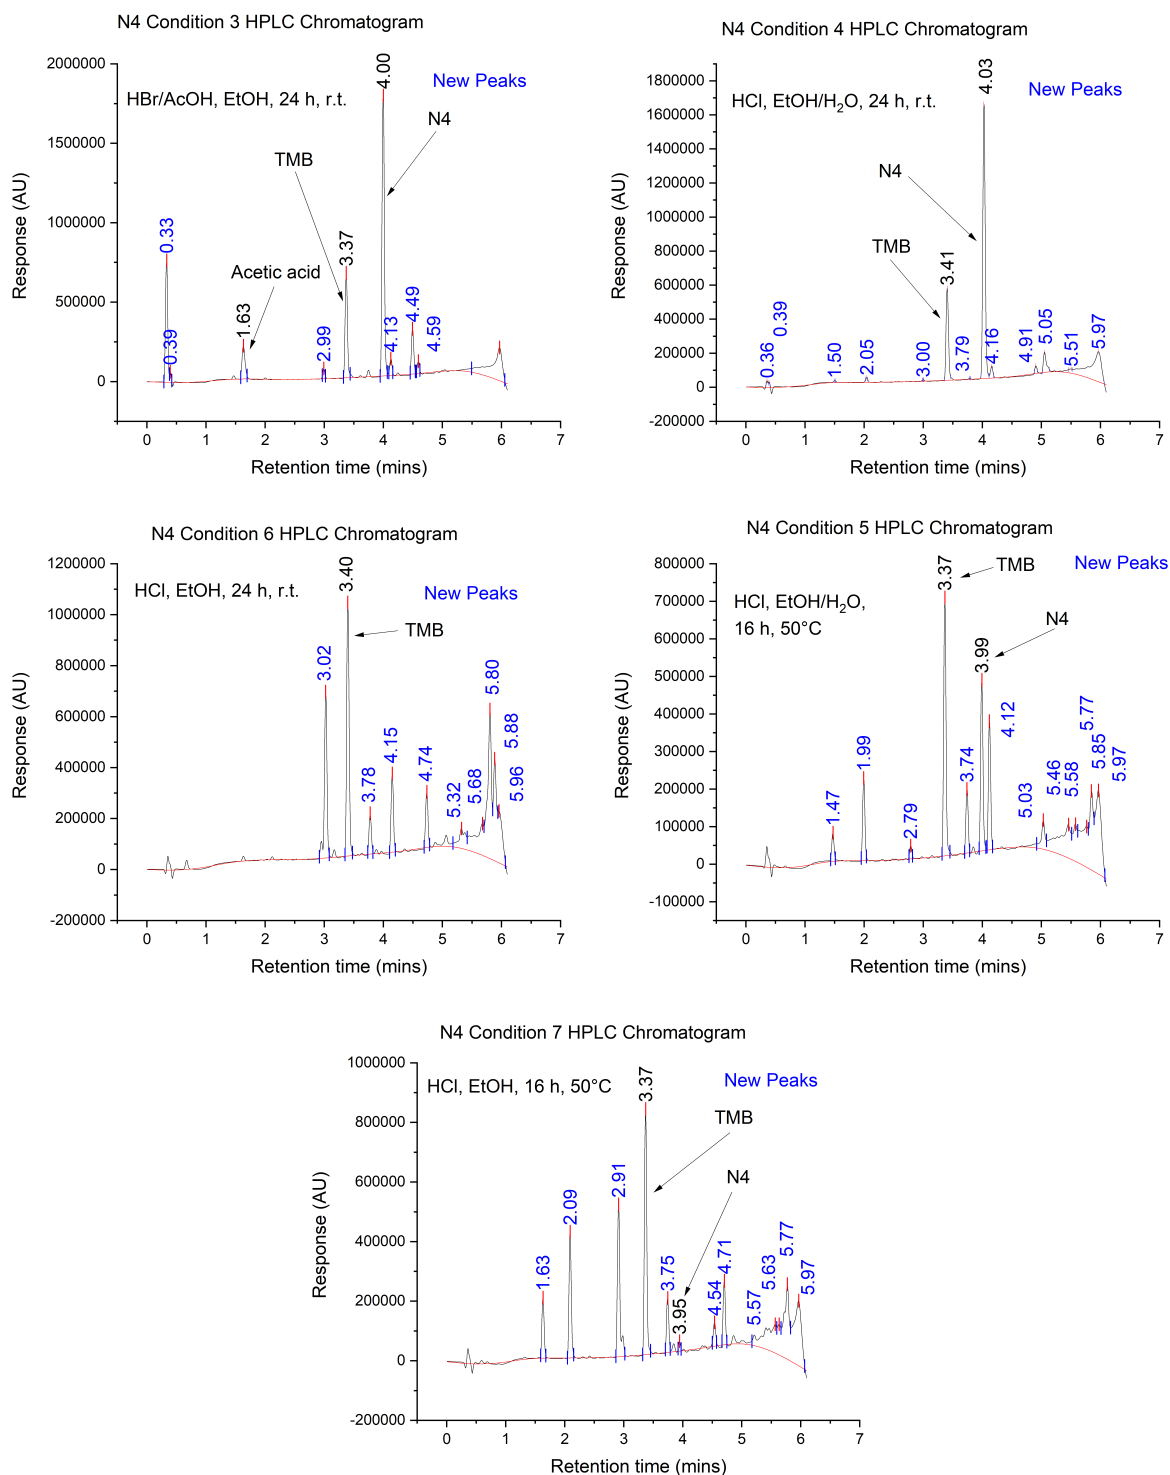 N4 Condition 3 HPLC Chromatogram
HBr/AcOH, EtOH, 24 h, r.t.
New Peaks
TMB
N4
Acetic acid
0.33
0.39
1.63
2.99
3.37
4.00
4.13
4.49
4.59
Response (AU)
2000000
1500000
1000000
500000
0
0 1 2 3 4 5 6 7
Retention time (mins)
N4 Condition 4 HPLC Chromatogram
HCl, EtOH/H₂O, 24 h, r.t.
New Peaks
N4
TMB
0.36
0.39
1.50
2.05
3.00
3.41
3.79
4.03
4.16
4.91
5.05
5.51
5.97
Response (AU)
1800000
1600000
1400000
1200000
1000000
800000
600000
400000
200000
0
-200000
0 1 2 3 4 5 6 7
Retention time (mins)
N4 Condition 6 HPLC Chromatogram
HCl, EtOH, 24 h, r.t.
New Peaks
TMB
3.02
3.40
3.78
4.15
4.74
5.32
5.68
5.80
5.88
5.96
Response (AU)
1200000
1000000
800000
600000
400000
200000
0
-200000
0 1 2 3 4 5 6 7
Retention time (mins)
N4 Condition 5 HPLC Chromatogram
HCl, EtOH/H₂O,
16 h, 50°C
New Peaks
TMB
N4
1.47
1.99
2.79
3.37
3.74
3.99
4.12
5.03
5.46
5.58
5.77
5.85
5.97
Response (AU)
800000
700000
600000
500000
400000
300000
200000
100000
0
-100000
0 1 2 3 4 5 6 7
Retention time (mins)
N4 Condition 7 HPLC Chromatogram
HCl, EtOH, 16 h, 50°C
New Peaks
TMB
N4
1.63
2.09
2.91
3.37
3.75
3.95
4.54
4.71
5.57
5.63
5.77
5.97
Response (AU)
1000000
800000
600000
400000
200000
0
-200000
0 1 2 3 4 5 6 7
Retention time (mins)